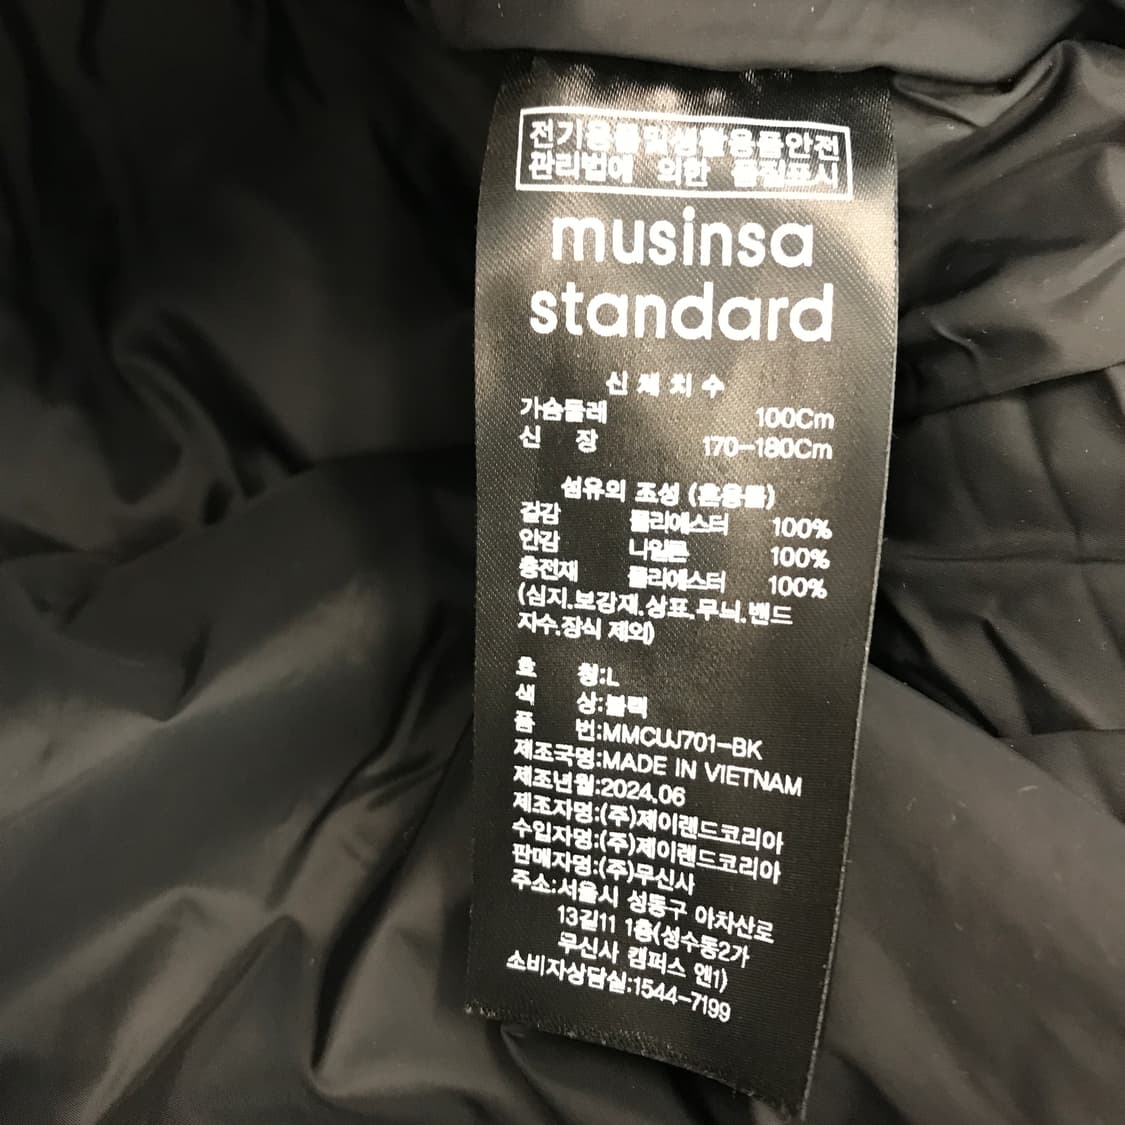 전기용품및생활용품안전
관리법에 의한 품질표시
musinsa
standard
신체치수
가슴둘레 100Cm
신 장 170-180Cm
섬유의 조성 (혼용률)
겉감 폴리에스터 100%
안감 나일론 100%
충전재 폴리에스터 100%
(심지.보강재.상표.무늬.밴드
자수.장식 제외)
호 칭:L
색 상:블랙
품 번:MMCUJ701-BK
제조국명:MADE IN VIETNAM
제조년월:2024.06
제조자명:(주)제이랜드코리아
수입자명:(주)제이랜드코리아
판매자명:(주)무신사
주소:서울시 성동구 아차산로
13길11 1층(성수동2가
무신사 캠퍼스 엔1)
소비자상담실:1544-7199